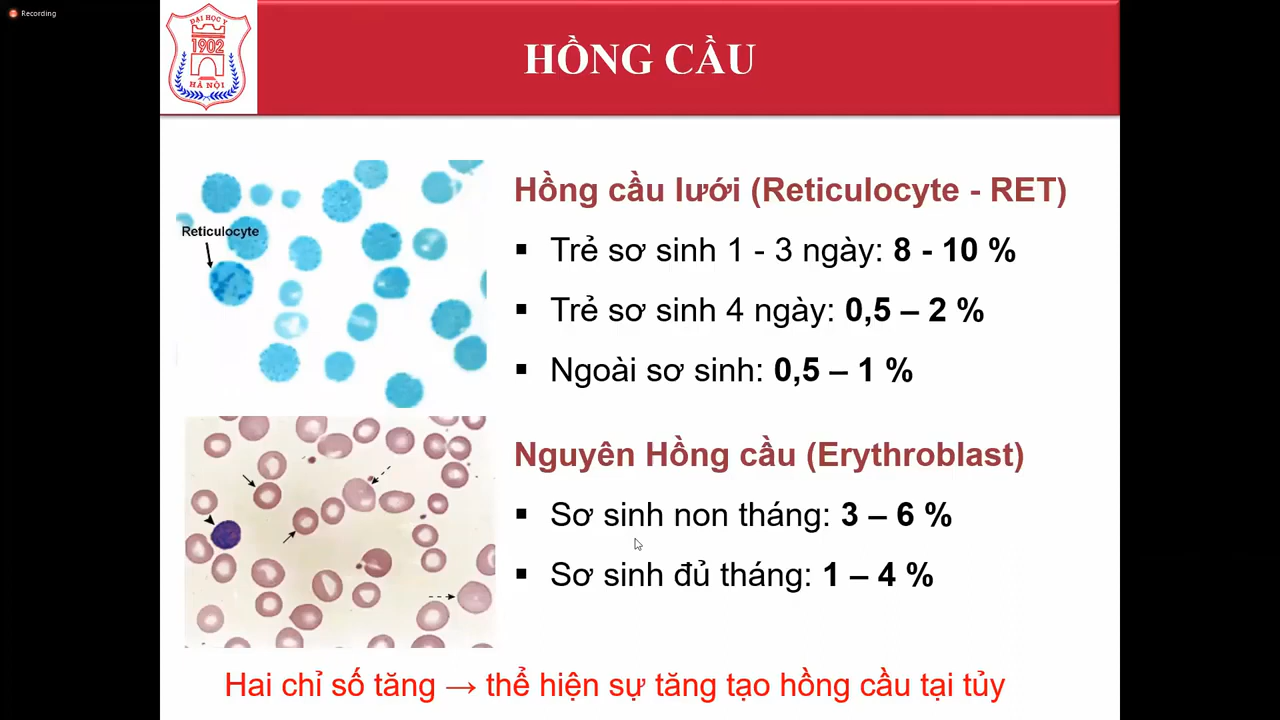 Recording
ĐẠI HỌC Y
1902
HÀ NỘI
HỒNG CẦU
Reticulocyte
Hồng cầu lưới (Reticulocyte - RET)
▪ Trẻ sơ sinh 1 - 3 ngày: 8 - 10 %
▪ Trẻ sơ sinh 4 ngày: 0,5 – 2 %
▪ Ngoài sơ sinh: 0,5 – 1 %
Nguyên Hồng cầu (Erythroblast)
▪ Sơ sinh non tháng: 3 – 6 %
▪ Sơ sinh đủ tháng: 1 – 4 %
Hai chỉ số tăng → thể hiện sự tăng tạo hồng cầu tại tủy